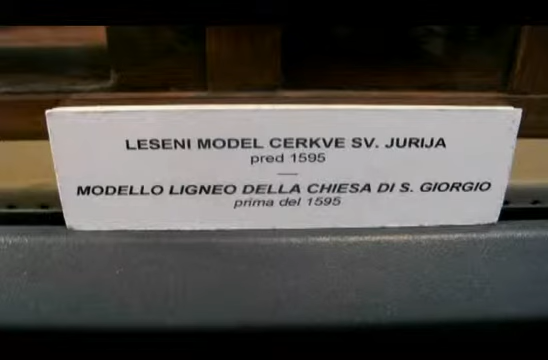 LESENI MODEL CERKVE SV. JURIJA
pred 1595
—
MODELLO LIGNEO DELLA CHIESA DI S. GIORGIO
prima del 1595